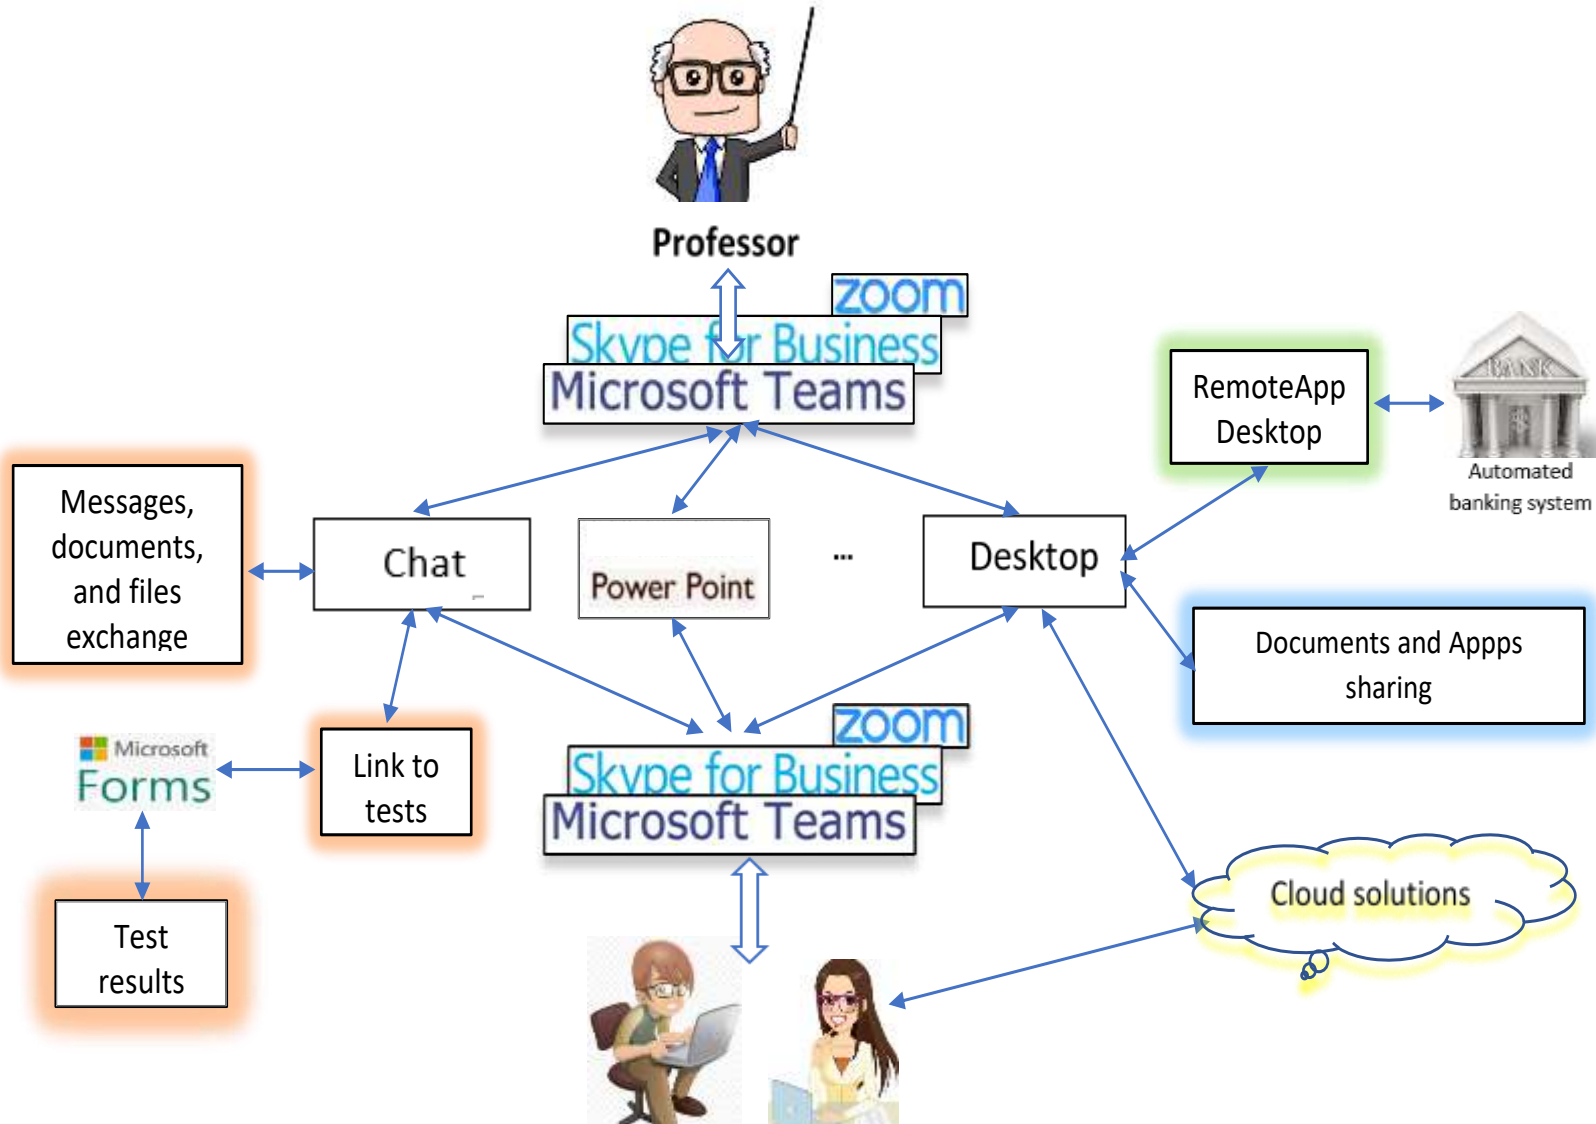 Professor
zoom
Skype for Business
Microsoft Teams
RemoteApp
Desktop
BANK
Automated
banking system
Messages,
documents,
and files
exchange
Chat
Power Point
...
Desktop
Documents and Appps
sharing
Microsoft
Forms
Link to
tests
zoom
Skype for Business
Microsoft Teams
Cloud solutions
Test
results